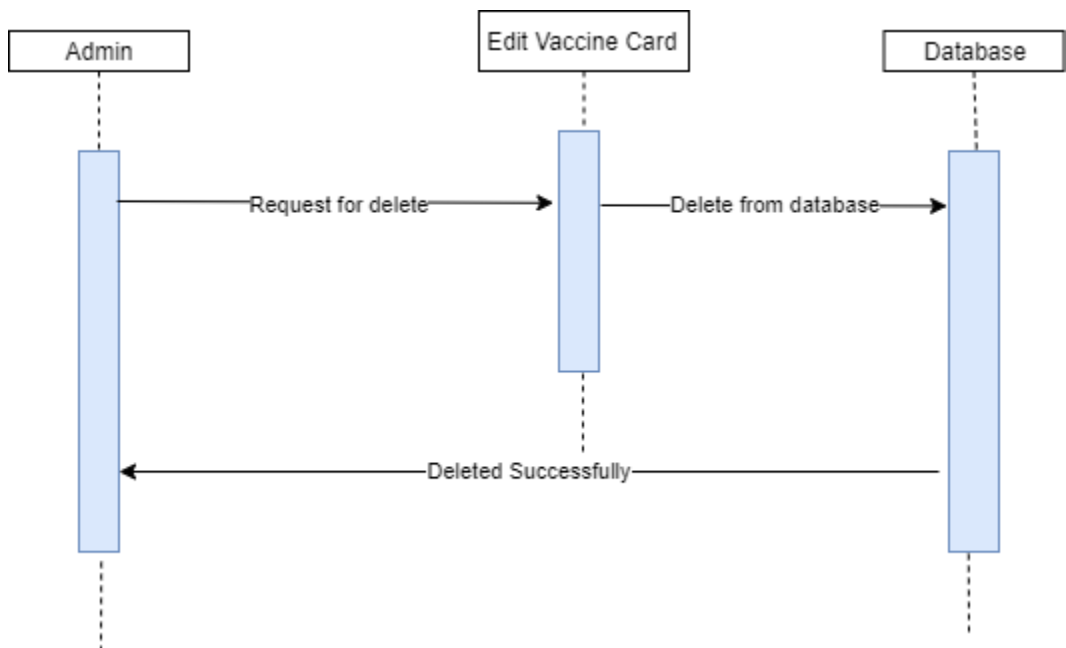 Admin
Edit Vaccine Card
Database
Request for delete
Delete from database
Deleted Successfully